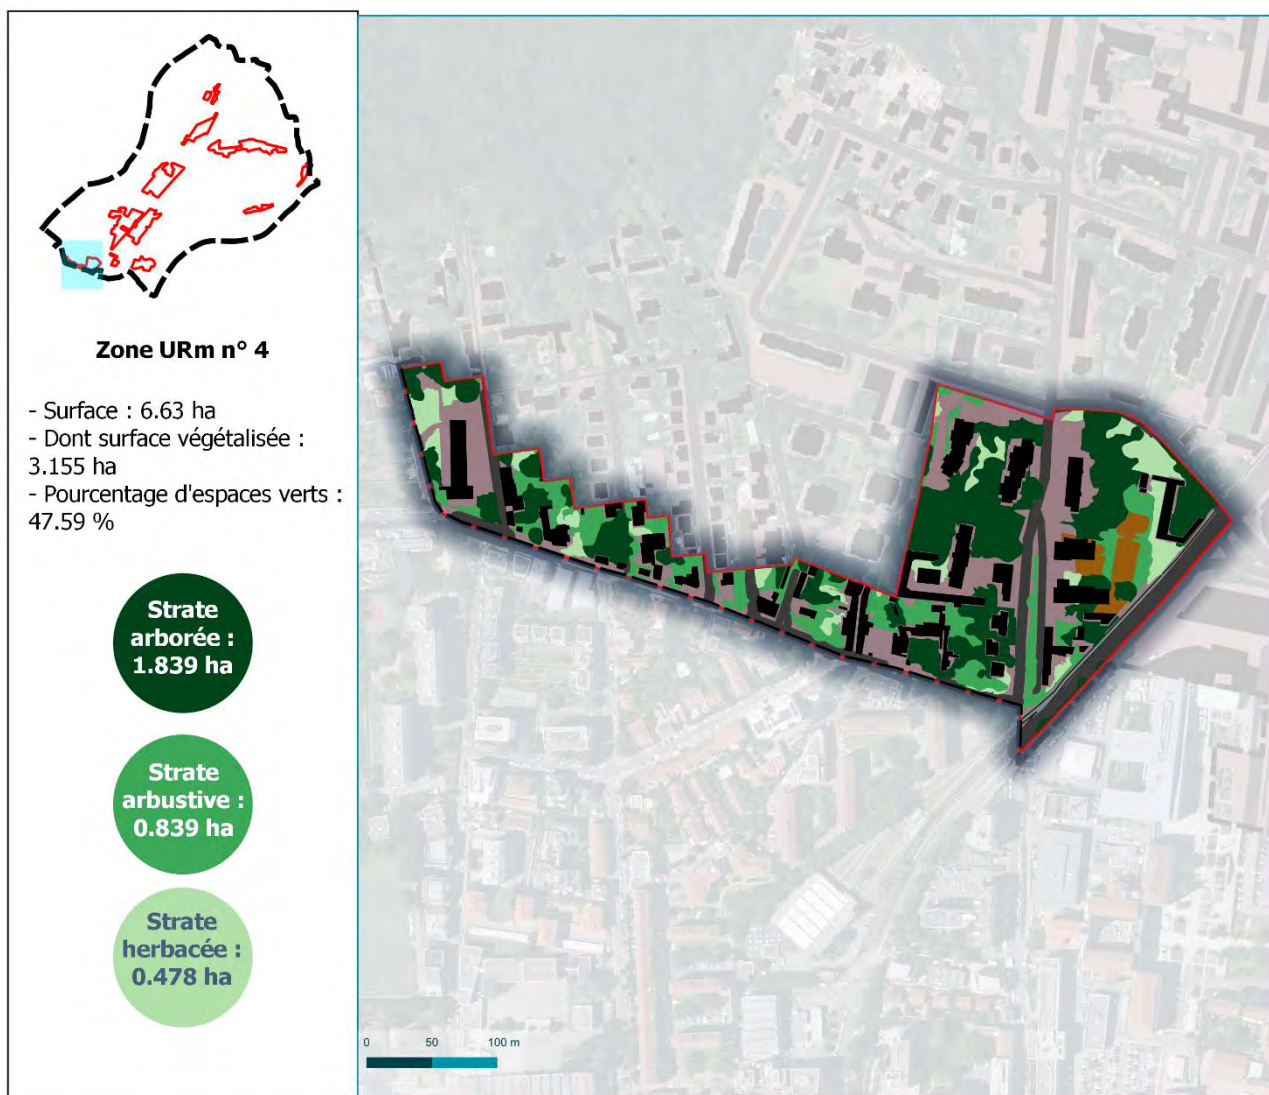 Zone URm n° 4
- Surface : 6.63 ha
- Dont surface végétalisée :
3.155 ha
- Pourcentage d'espaces verts :
47.59 %
Strate
arborée :
1.839 ha
Strate
arbustive :
0.839 ha
Strate
herbacée :
0.478 ha
0 50 100 m